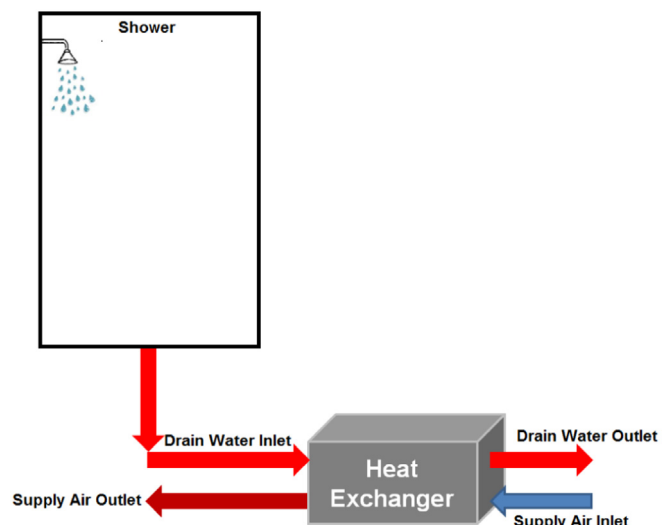 Shower
Drain Water Inlet
Drain Water Outlet
Heat
Exchanger
Supply Air Outlet
Supply Air Inlet